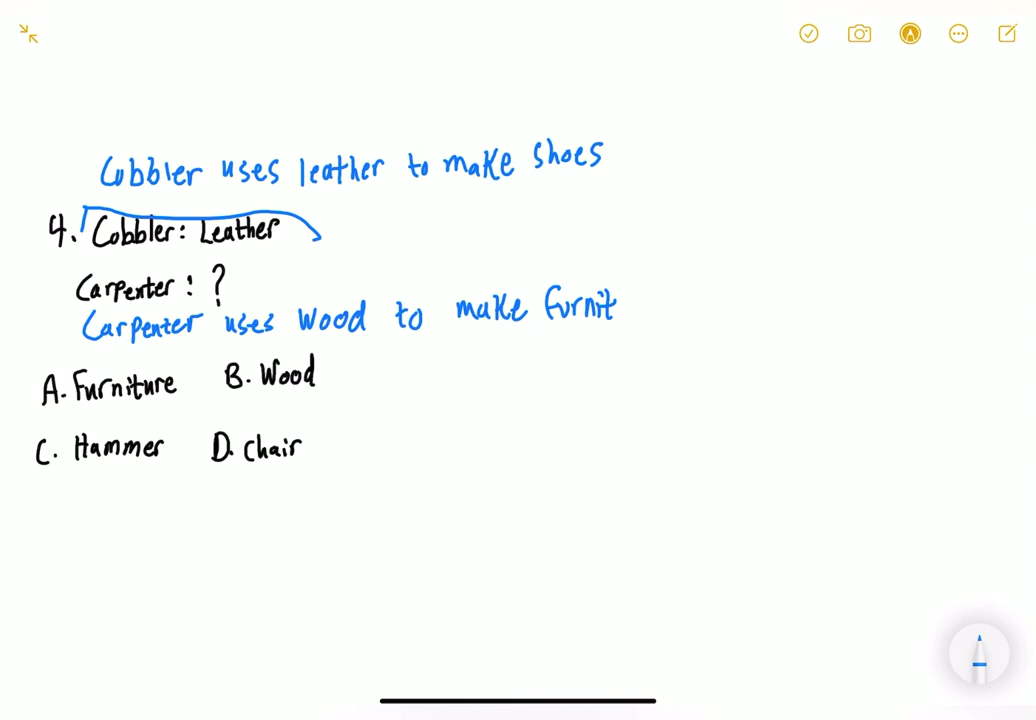 Cobbler uses leather to make shoes
4. Cobbler: Leather
Carpenter: ?
Carpenter uses Wood to make furnit
A. Furniture B. Wood
C. Hammer D. Chair